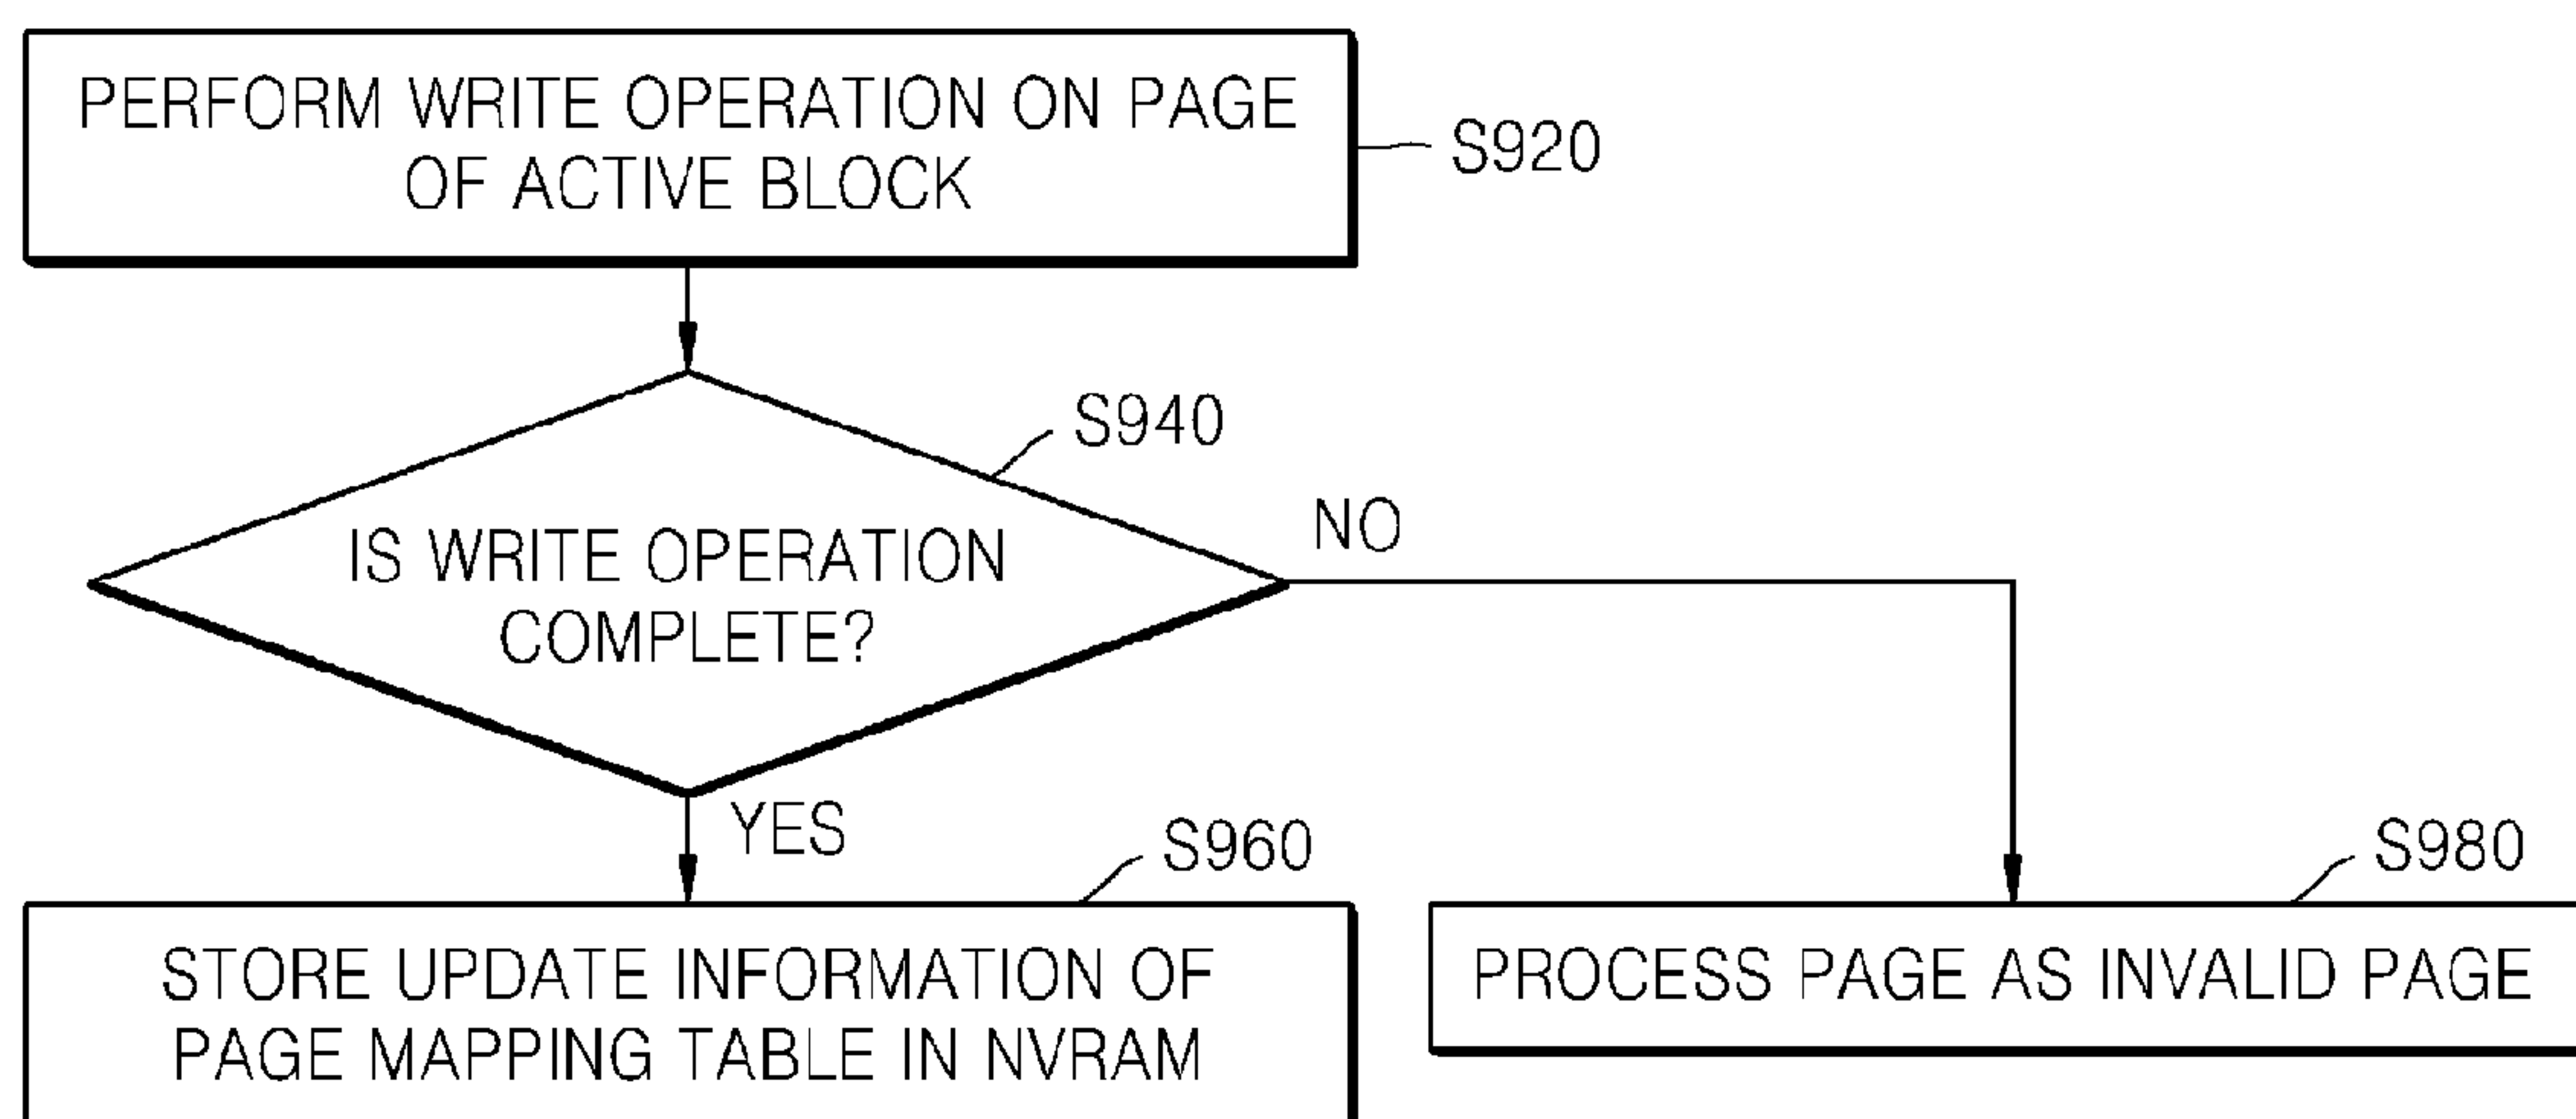 PERFORM WRITE OPERATION ON PAGE
OF ACTIVE BLOCK
S920
S940
IS WRITE OPERATION
COMPLETE?
NO
YES
S960
STORE UPDATE INFORMATION OF
PAGE MAPPING TABLE IN NVRAM
S980
PROCESS PAGE AS INVALID PAGE